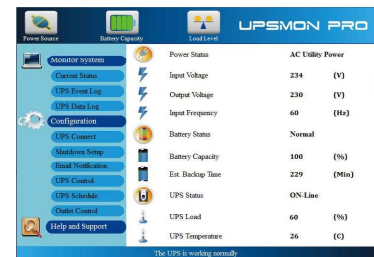 UPSMON PRO
Power Source Battery Capacity Load Level
Monitor System
Current Status
UPS Event Log
UPS Data Log
Configuration
UPS Connect
Shutdown Setup
Email Notification
UPS Control
UPS Schedule
Outlet Control
Help and Support
Power Status AC Utility Power
Input Voltage 234 (V)
Output Voltage 230 (V)
Input Frequency 60 (Hz)
Battery Status Normal
Battery Capacity 100 (%)
Est. Backup Time 229 (Min)
UPS Status ON-Line
UPS Load 60 (%)
UPS Temperature 26 (C)
The UPS is working normally